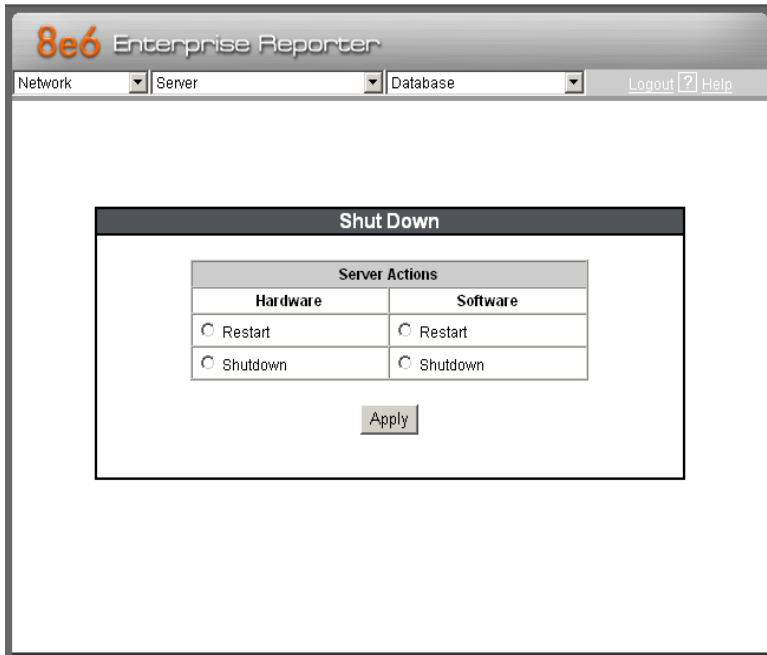 8e6 Enterprise Reporter
Network Server Database Logout ? Help
Shut Down
Server Actions
Hardware Software
Restart Restart
Shutdown Shutdown
Apply